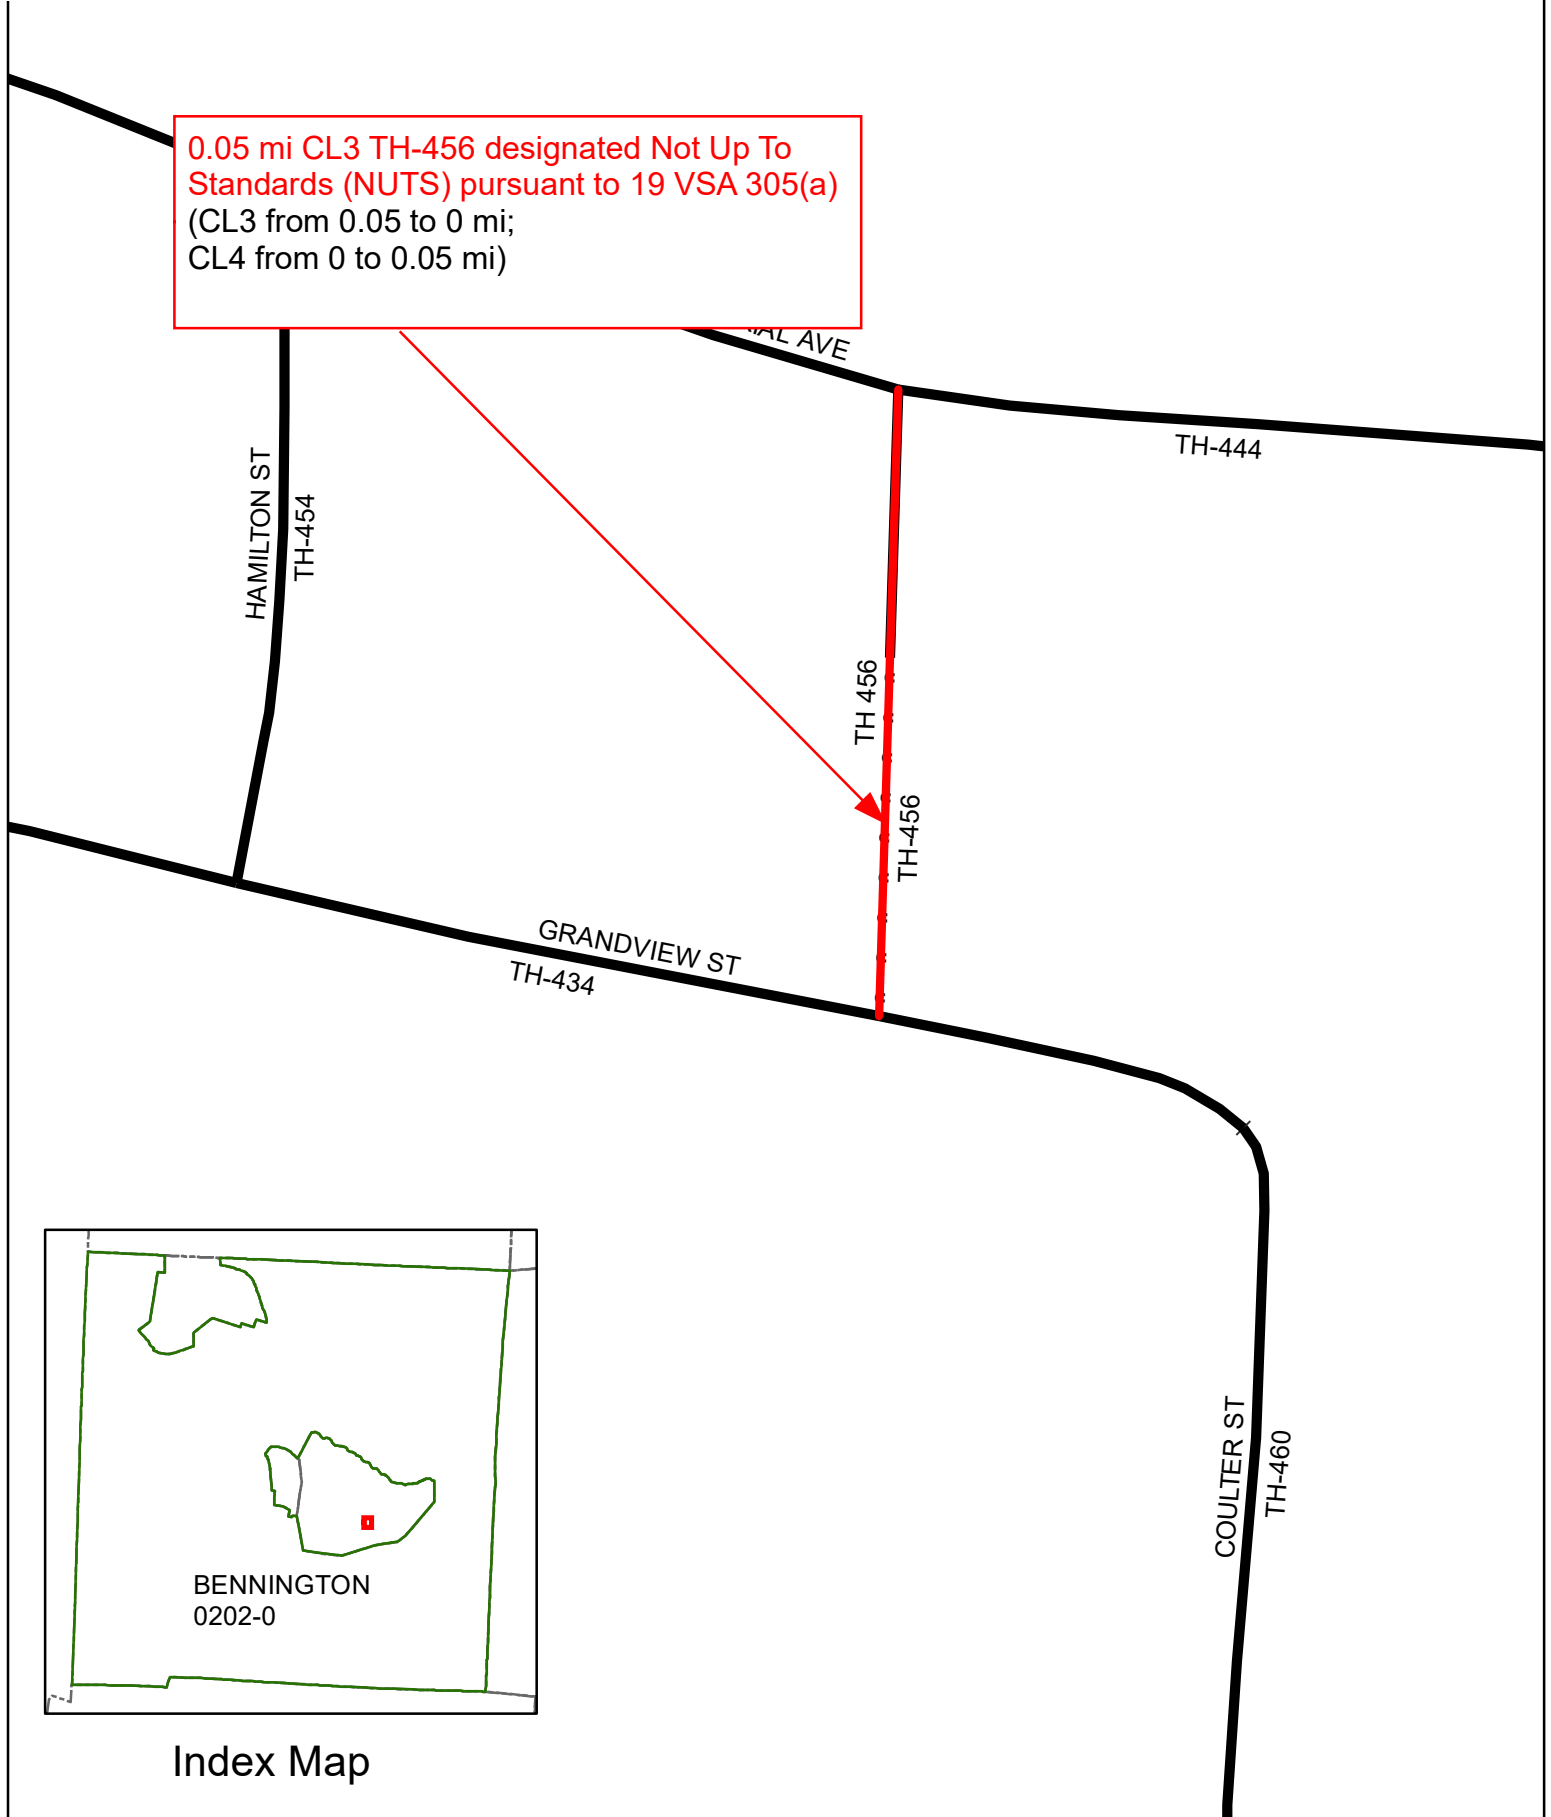 0.05 mi CL3 TH-456 designated Not Up To
Standards (NUTS) pursuant to 19 VSA 305(a)
(CL3 from 0.05 to 0 mi;
CL4 from 0 to 0.05 mi)
AVE
TH-444
HAMILTON ST
TH-454
TH 456
TH-456
GRANDVIEW ST
TH-434
COULTER ST
TH-460
BENNINGTON
0202-0
Index Map